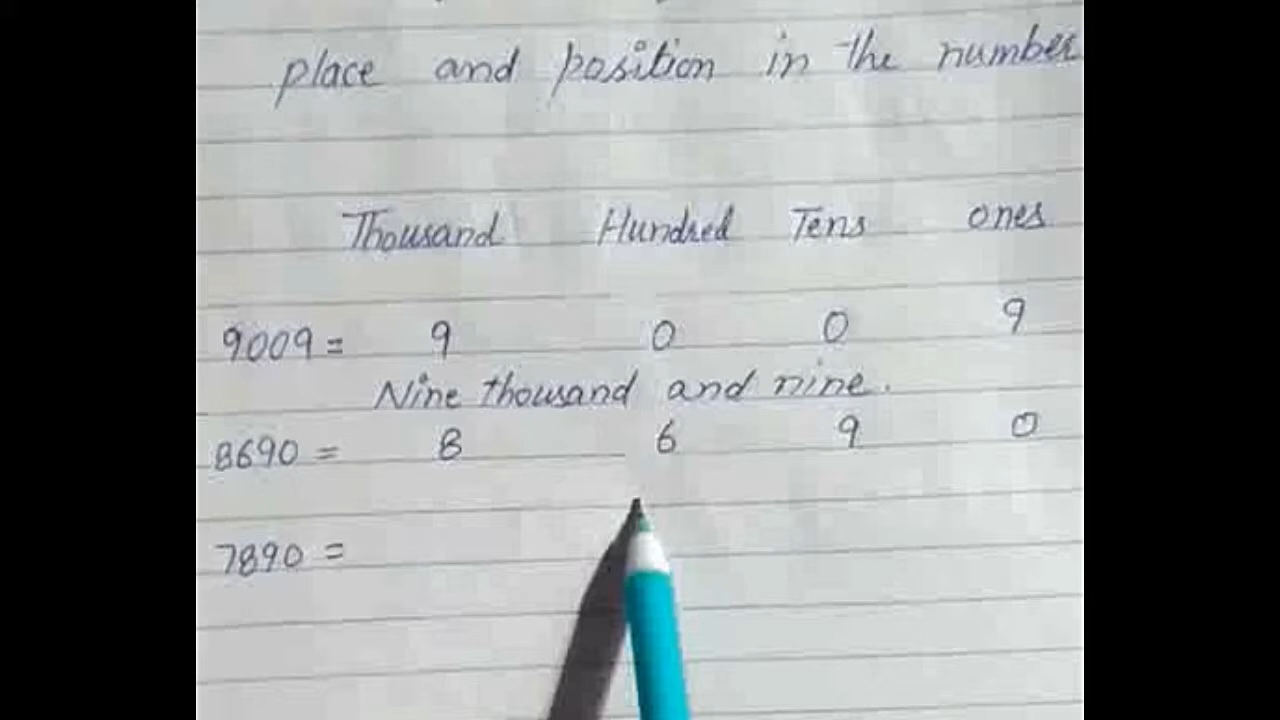 place and position in the number
Thousand Hundred Tens ones
9009 = 9 0 0 9
Nine thousand and nine.
8690 = 8 6 9 0
7890 =